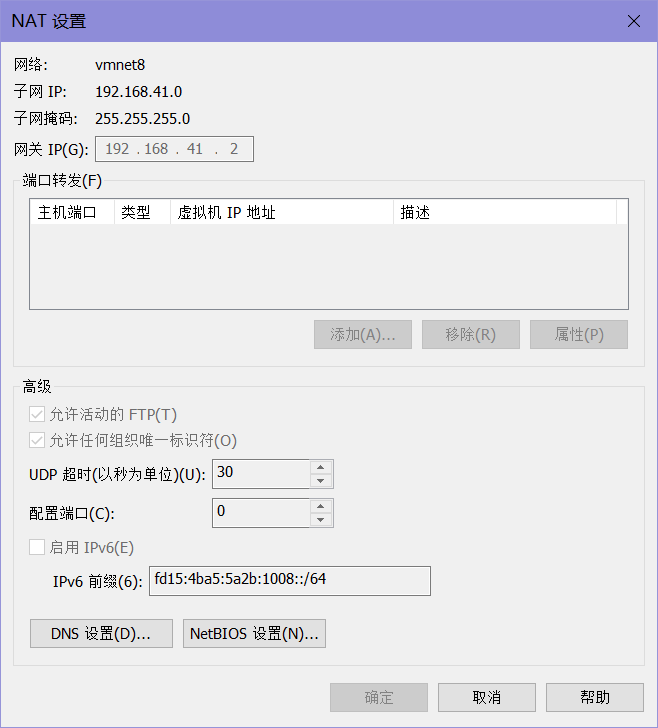 NAT 设置
网络: vmnet8
子网 IP: 192.168.41.0
子网掩码: 255.255.255.0
网关 IP(G): 192 . 168 . 41 . 2
端口转发(F)
主机端口 类型 虚拟机 IP 地址 描述
添加(A)... 移除(R) 属性(P)
高级
允许活动的 FTP(T)
允许任何组织唯一标识符(O)
UDP 超时(以秒为单位)(U): 30
配置端口(C): 0
启用 IPv6(E)
IPv6 前缀(6): fd15:4ba5:5a2b:1008::/64
DNS 设置(D)... NetBIOS 设置(N)...
确定 取消 帮助